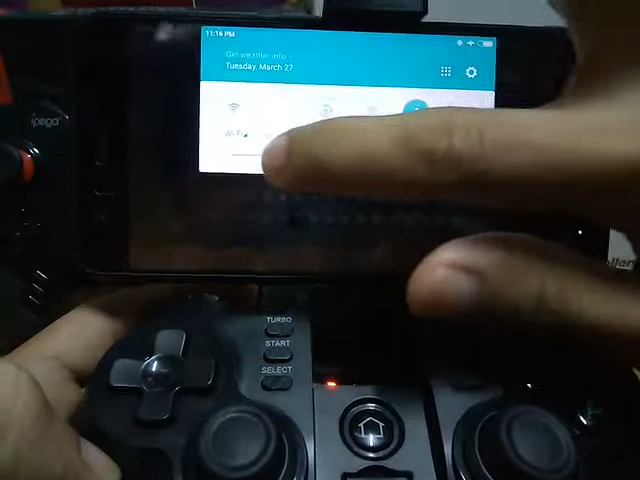 11:16 PM
Get weather info >
Tuesday, March 27
Wi-Fi
ipega
TURBO
START
SELECT